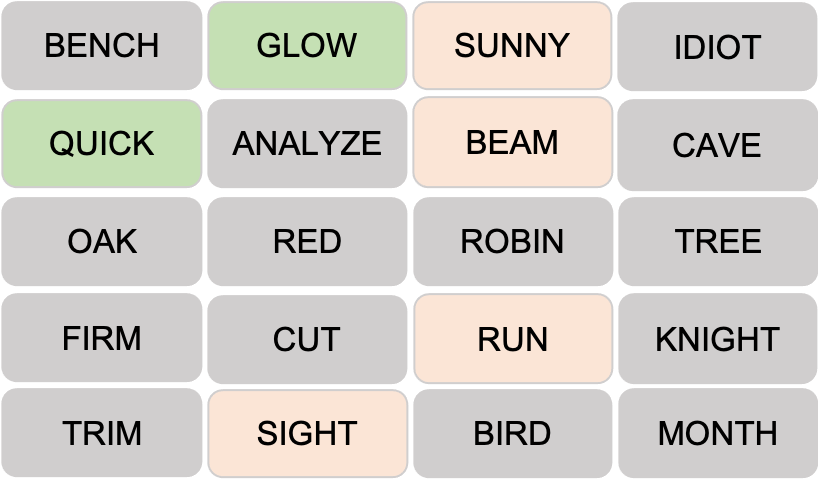 BENCH GLOW SUNNY IDIOT
QUICK ANALYZE BEAM CAVE
OAK RED ROBIN TREE
FIRM CUT RUN KNIGHT
TRIM SIGHT BIRD MONTH